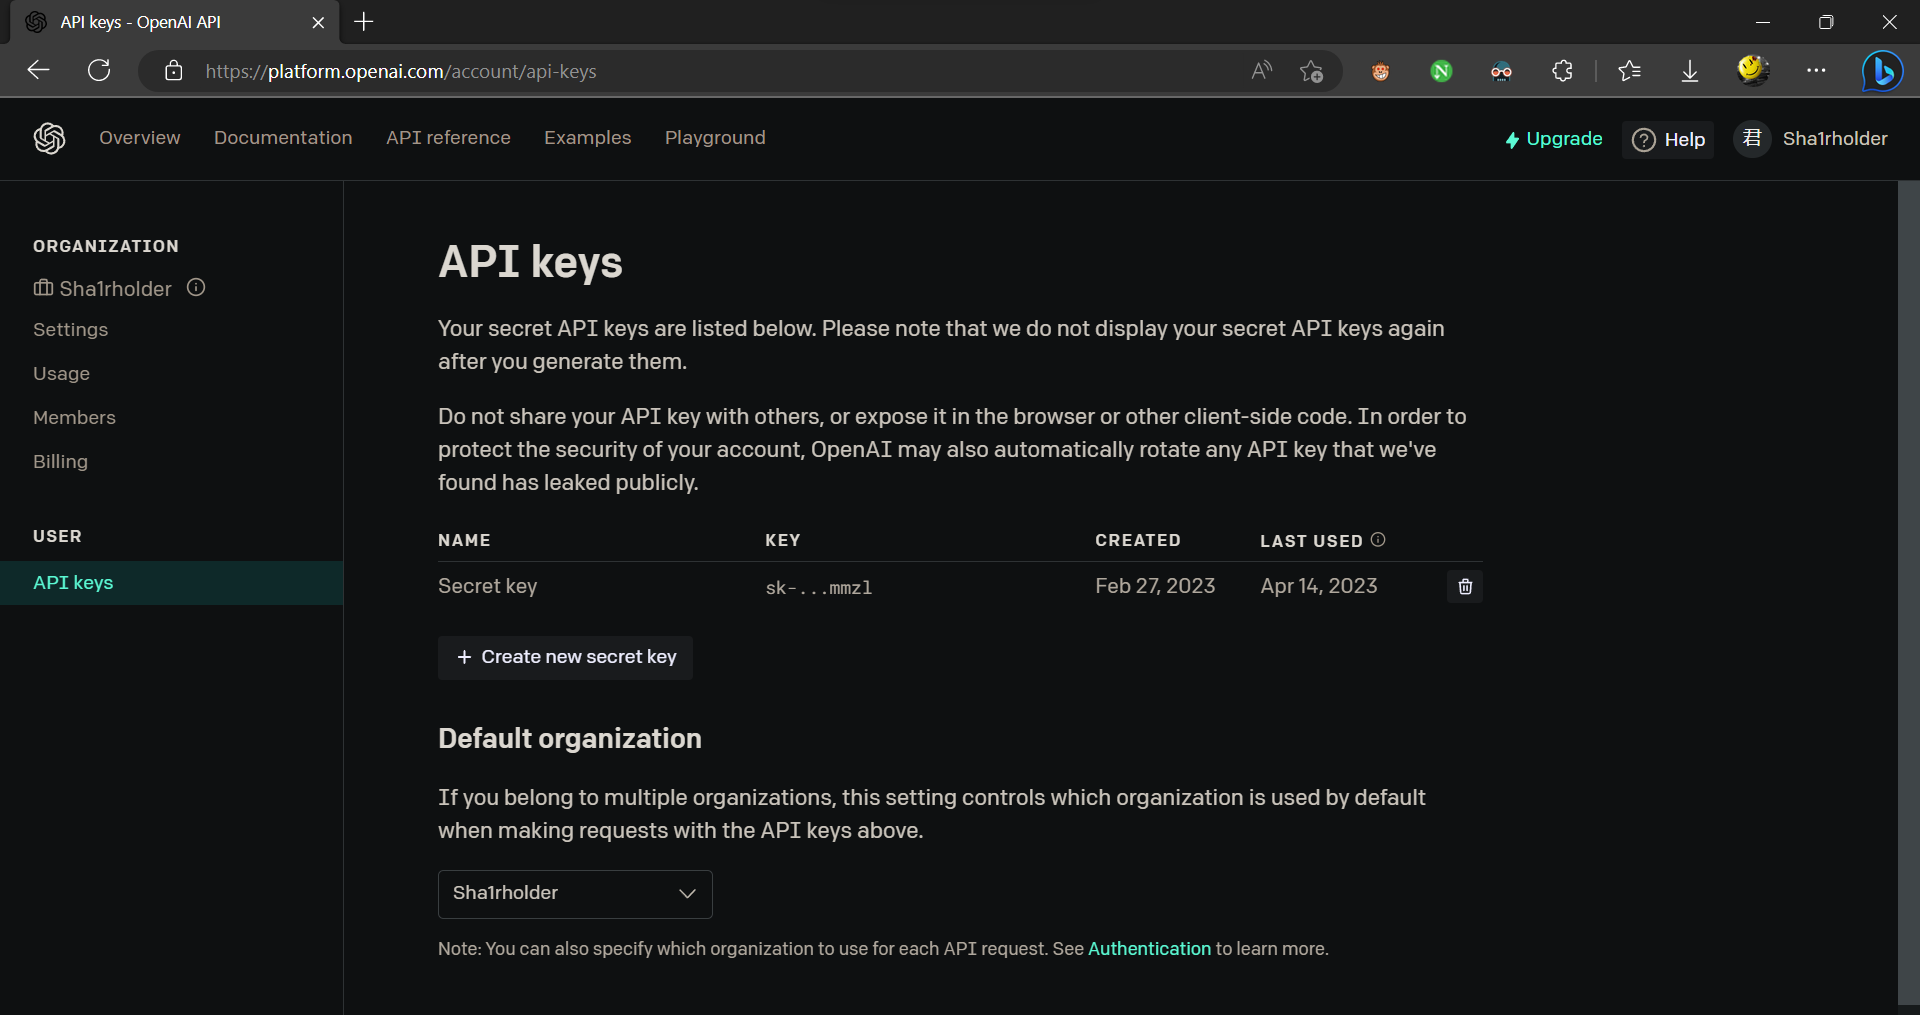 API keys - OpenAI API
https://platform.openai.com/account/api-keys
Overview Documentation API reference Examples Playground Upgrade Help 君 Sha1rholder
ORGANIZATION
Sha1rholder
Settings
Usage
Members
Billing
USER
API keys
API keys
Your secret API keys are listed below. Please note that we do not display your secret API keys again
after you generate them.
Do not share your API key with others, or expose it in the browser or other client-side code. In order to
protect the security of your account, OpenAI may also automatically rotate any API key that we've
found has leaked publicly.
NAME KEY CREATED LAST USED
Secret key sk-...mmzl Feb 27, 2023 Apr 14, 2023
+ Create new secret key
Default organization
If you belong to multiple organizations, this setting controls which organization is used by default
when making requests with the API keys above.
Sha1rholder
Note: You can also specify which organization to use for each API request. See Authentication to learn more.